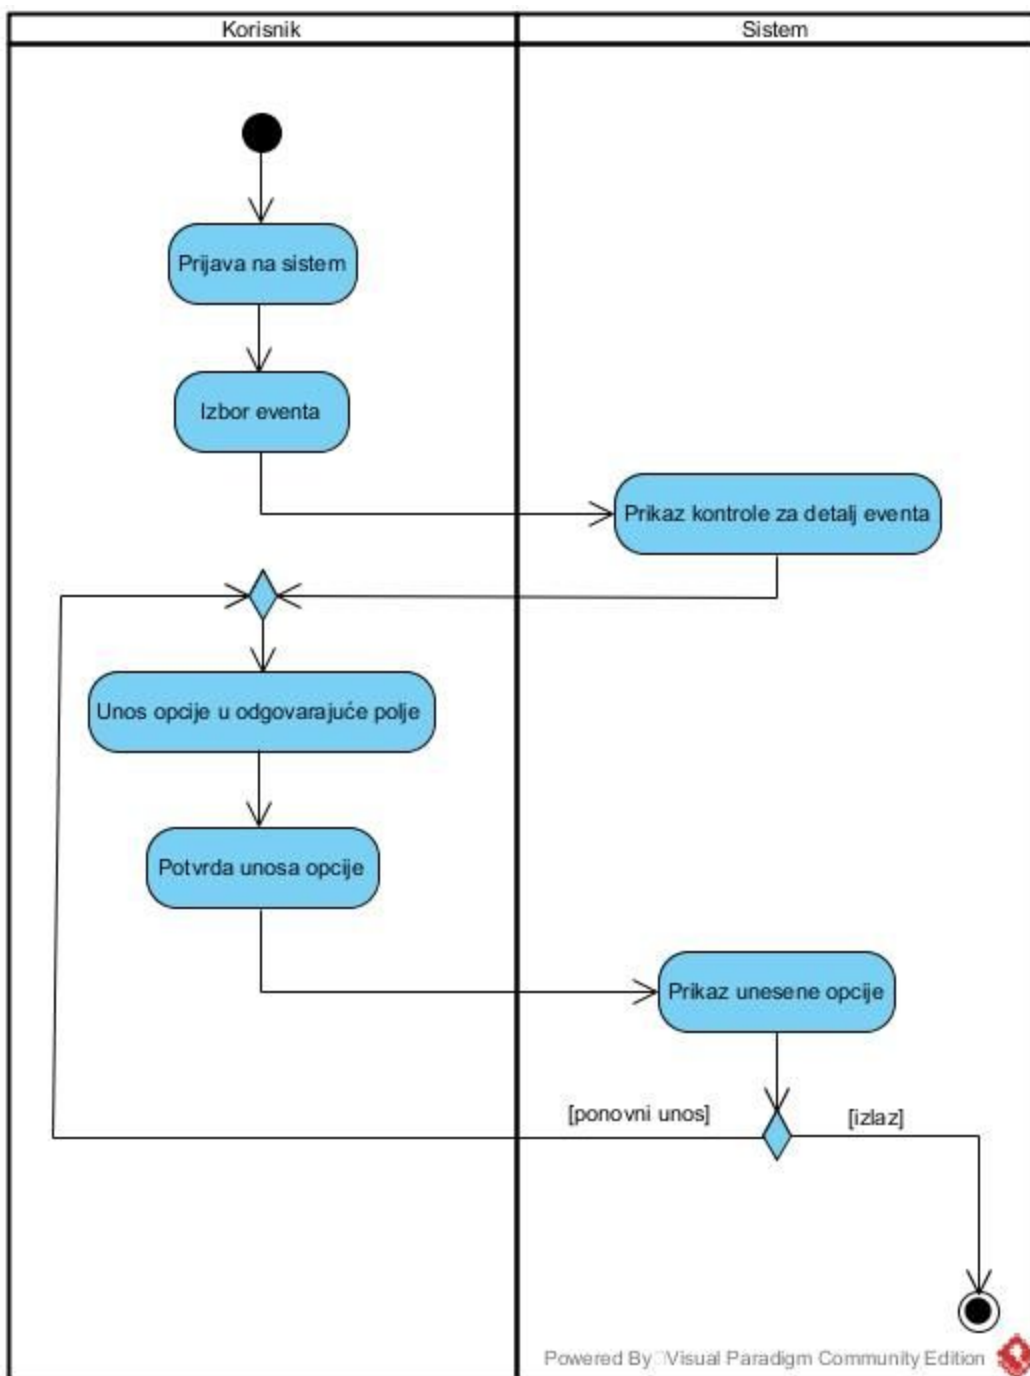 Korisnik
Sistem
Prijava na sistem
Izbor eventa
Prikaz kontrole za detalj eventa
Unos opcije u odgovarajuće polje
Potvrda unosa opcije
Prikaz unesene opcije
[ponovni unos]
[izlaz]
Powered By Visual Paradigm Community Edition